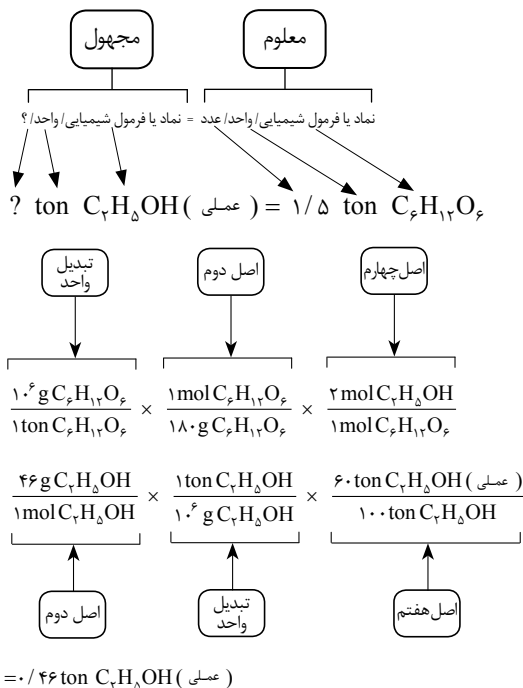 مجهول معلوم
نماد یا فرمول شیمیایی/ واحد/ ؟ = نماد یا فرمول شیمیایی/ واحد/ عدد
? ton C₂H₅OH( عملی ) = ۱/۵ ton C₆H₁₂O₆
تبدیل واحد اصل دوم اصل چهارم
۱۰⁶ g C₆H₁₂O₆ / ۱ ton C₆H₁₂O₆ × ۱ mol C₆H₁₂O₆ / ۱۸۰ g C₆H₁₂O₆ × ۲ mol C₂H₅OH / ۱ mol C₆H₁₂O₆
۴۶ g C₂H₅OH / ۱ mol C₂H₅OH × ۱ ton C₂H₅OH / ۱۰⁶ g C₂H₅OH × ۶۰ ton C₂H₅OH ( عملی ) / ۱۰۰ ton C₂H₅OH
اصل دوم تبدیل واحد اصل هفتم
=۰/۴۶ ton C₂H₅OH ( عملی )